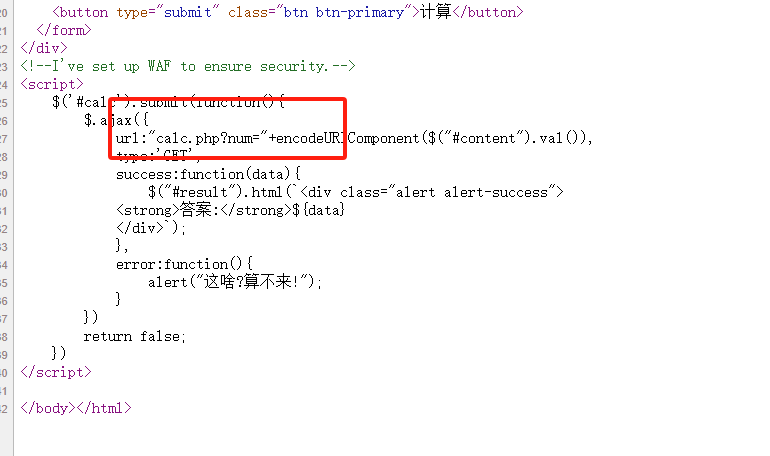 20 <button type="submit" class="btn btn-primary">计算</button>
21 </form>
22 </div>
23 <!--I've set up WAF to ensure security.-->
24 <script>
25 $('#calc').submit(function(){
26 $.ajax({
27 url:"calc.php?num="+encodeURIComponent($("#content").val()),
28 type:'GET',
29 success:function(data){
30 $("#result").html(`<div class="alert alert-success">
31 <strong>答案:</strong>${data}
32 </div>`);
33 },
34 error:function(){
35 alert("这啥?算不来!");
36 }
37 })
38 return false;
39 })
40 </script>
41
42 </body></html>